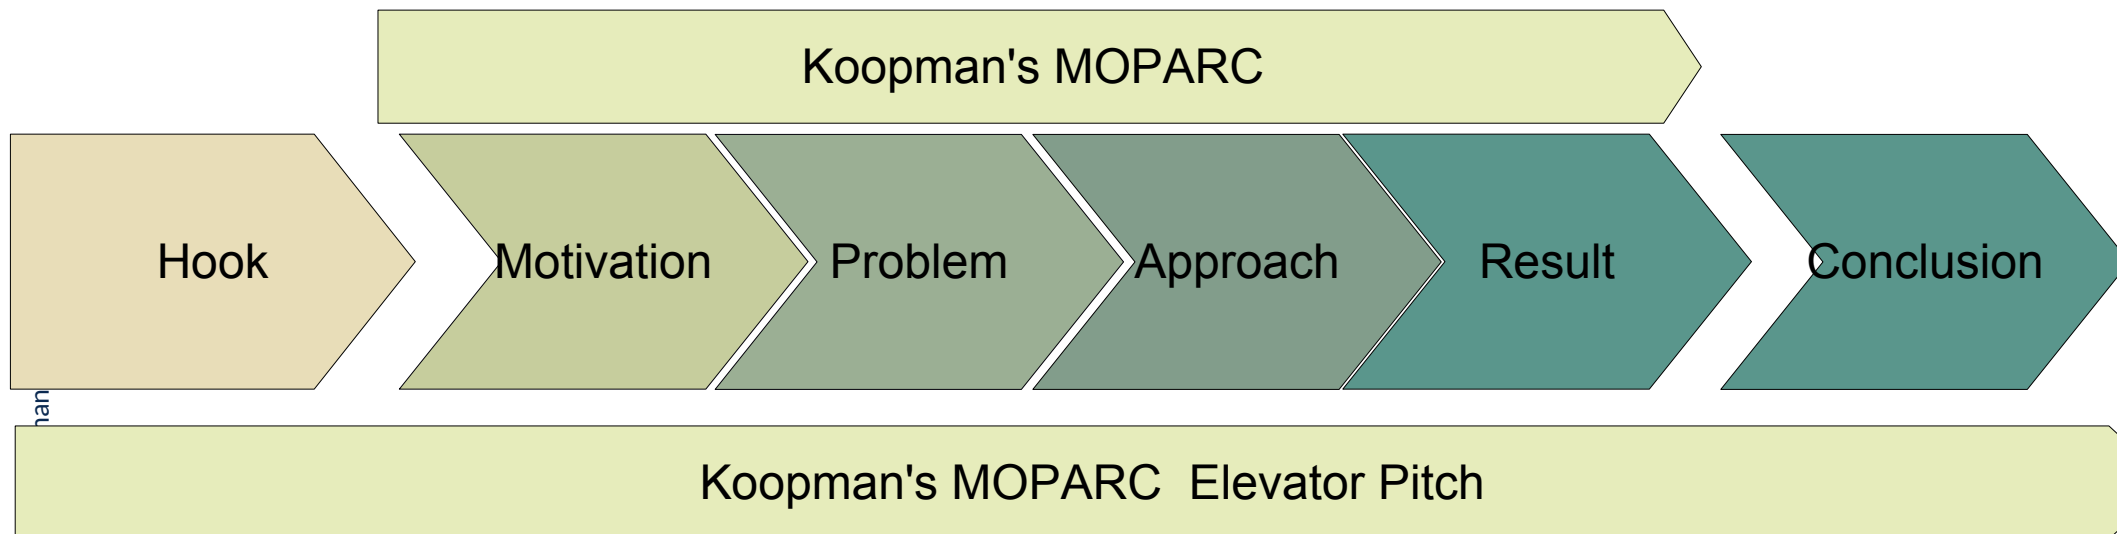 Koopman's MOPARC
Hook
Motivation
Problem
Approach
Result
Conclusion
Koopman's MOPARC  Elevator Pitch